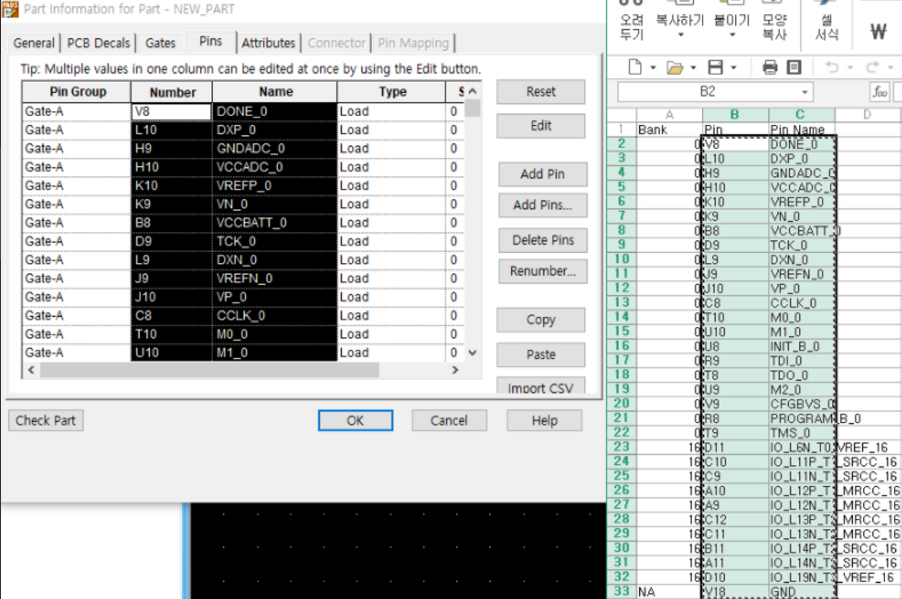 PADS
Part Information for Part - NEW_PART
General PCB Decals Gates Pins Attributes Connector Pin Mapping
Tip: Multiple values in one column can be edited at once by using the Edit button.
Pin Group Number Name Type S
Gate-A V8 DONE_0 Load 0
Gate-A L10 DXP_0 Load 0
Gate-A H9 GNDADC_0 Load 0
Gate-A H10 VCCADC_0 Load 0
Gate-A K10 VREFP_0 Load 0
Gate-A K9 VN_0 Load 0
Gate-A B8 VCCBATT_0 Load 0
Gate-A D9 TCK_0 Load 0
Gate-A L9 DXN_0 Load 0
Gate-A J9 VREFN_0 Load 0
Gate-A J10 VP_0 Load 0
Gate-A C8 CCLK_0 Load 0
Gate-A T10 M0_0 Load 0
Gate-A U10 M1_0 Load 0
Reset
Edit
Add Pin
Add Pins...
Delete Pins
Renumber...
Copy
Paste
Import CSV
Check Part OK Cancel Help
오려 복사하기 붙이기 모양 셀 ₩
두기 복사 서식
B2 f(x)
A B C D
1 Bank Pin Pin Name
2 0 V8 DONE_0
3 0 L10 DXP_0
4 0 H9 GNDADC_0
5 0 H10 VCCADC_0
6 0 K10 VREFP_0
7 0 K9 VN_0
8 0 B8 VCCBATT_0
9 0 D9 TCK_0
10 0 L9 DXN_0
11 0 J9 VREFN_0
12 0 J10 VP_0
13 0 C8 CCLK_0
14 0 T10 M0_0
15 0 U10 M1_0
16 0 U8 INIT_B_0
17 0 R9 TDI_0
18 0 T8 TDO_0
19 0 U9 M2_0
20 0 V9 CFGBVS_0
21 0 R8 PROGRAM_B_0
22 0 T9 TMS_0
23 16 D11 IO_L6N_T0_VREF_16
24 16 C10 IO_L11P_T1_SRCC_16
25 16 C9 IO_L11N_T1_SRCC_16
26 16 A10 IO_L12P_T1_MRCC_16
27 16 A9 IO_L12N_T1_MRCC_16
28 16 C12 IO_L13P_T2_MRCC_16
29 16 C11 IO_L13N_T2_MRCC_16
30 16 B11 IO_L14P_T2_SRCC_16
31 16 A11 IO_L14N_T2_SRCC_16
32 16 D10 IO_L19N_T3_VREF_16
33 NA V18 GND